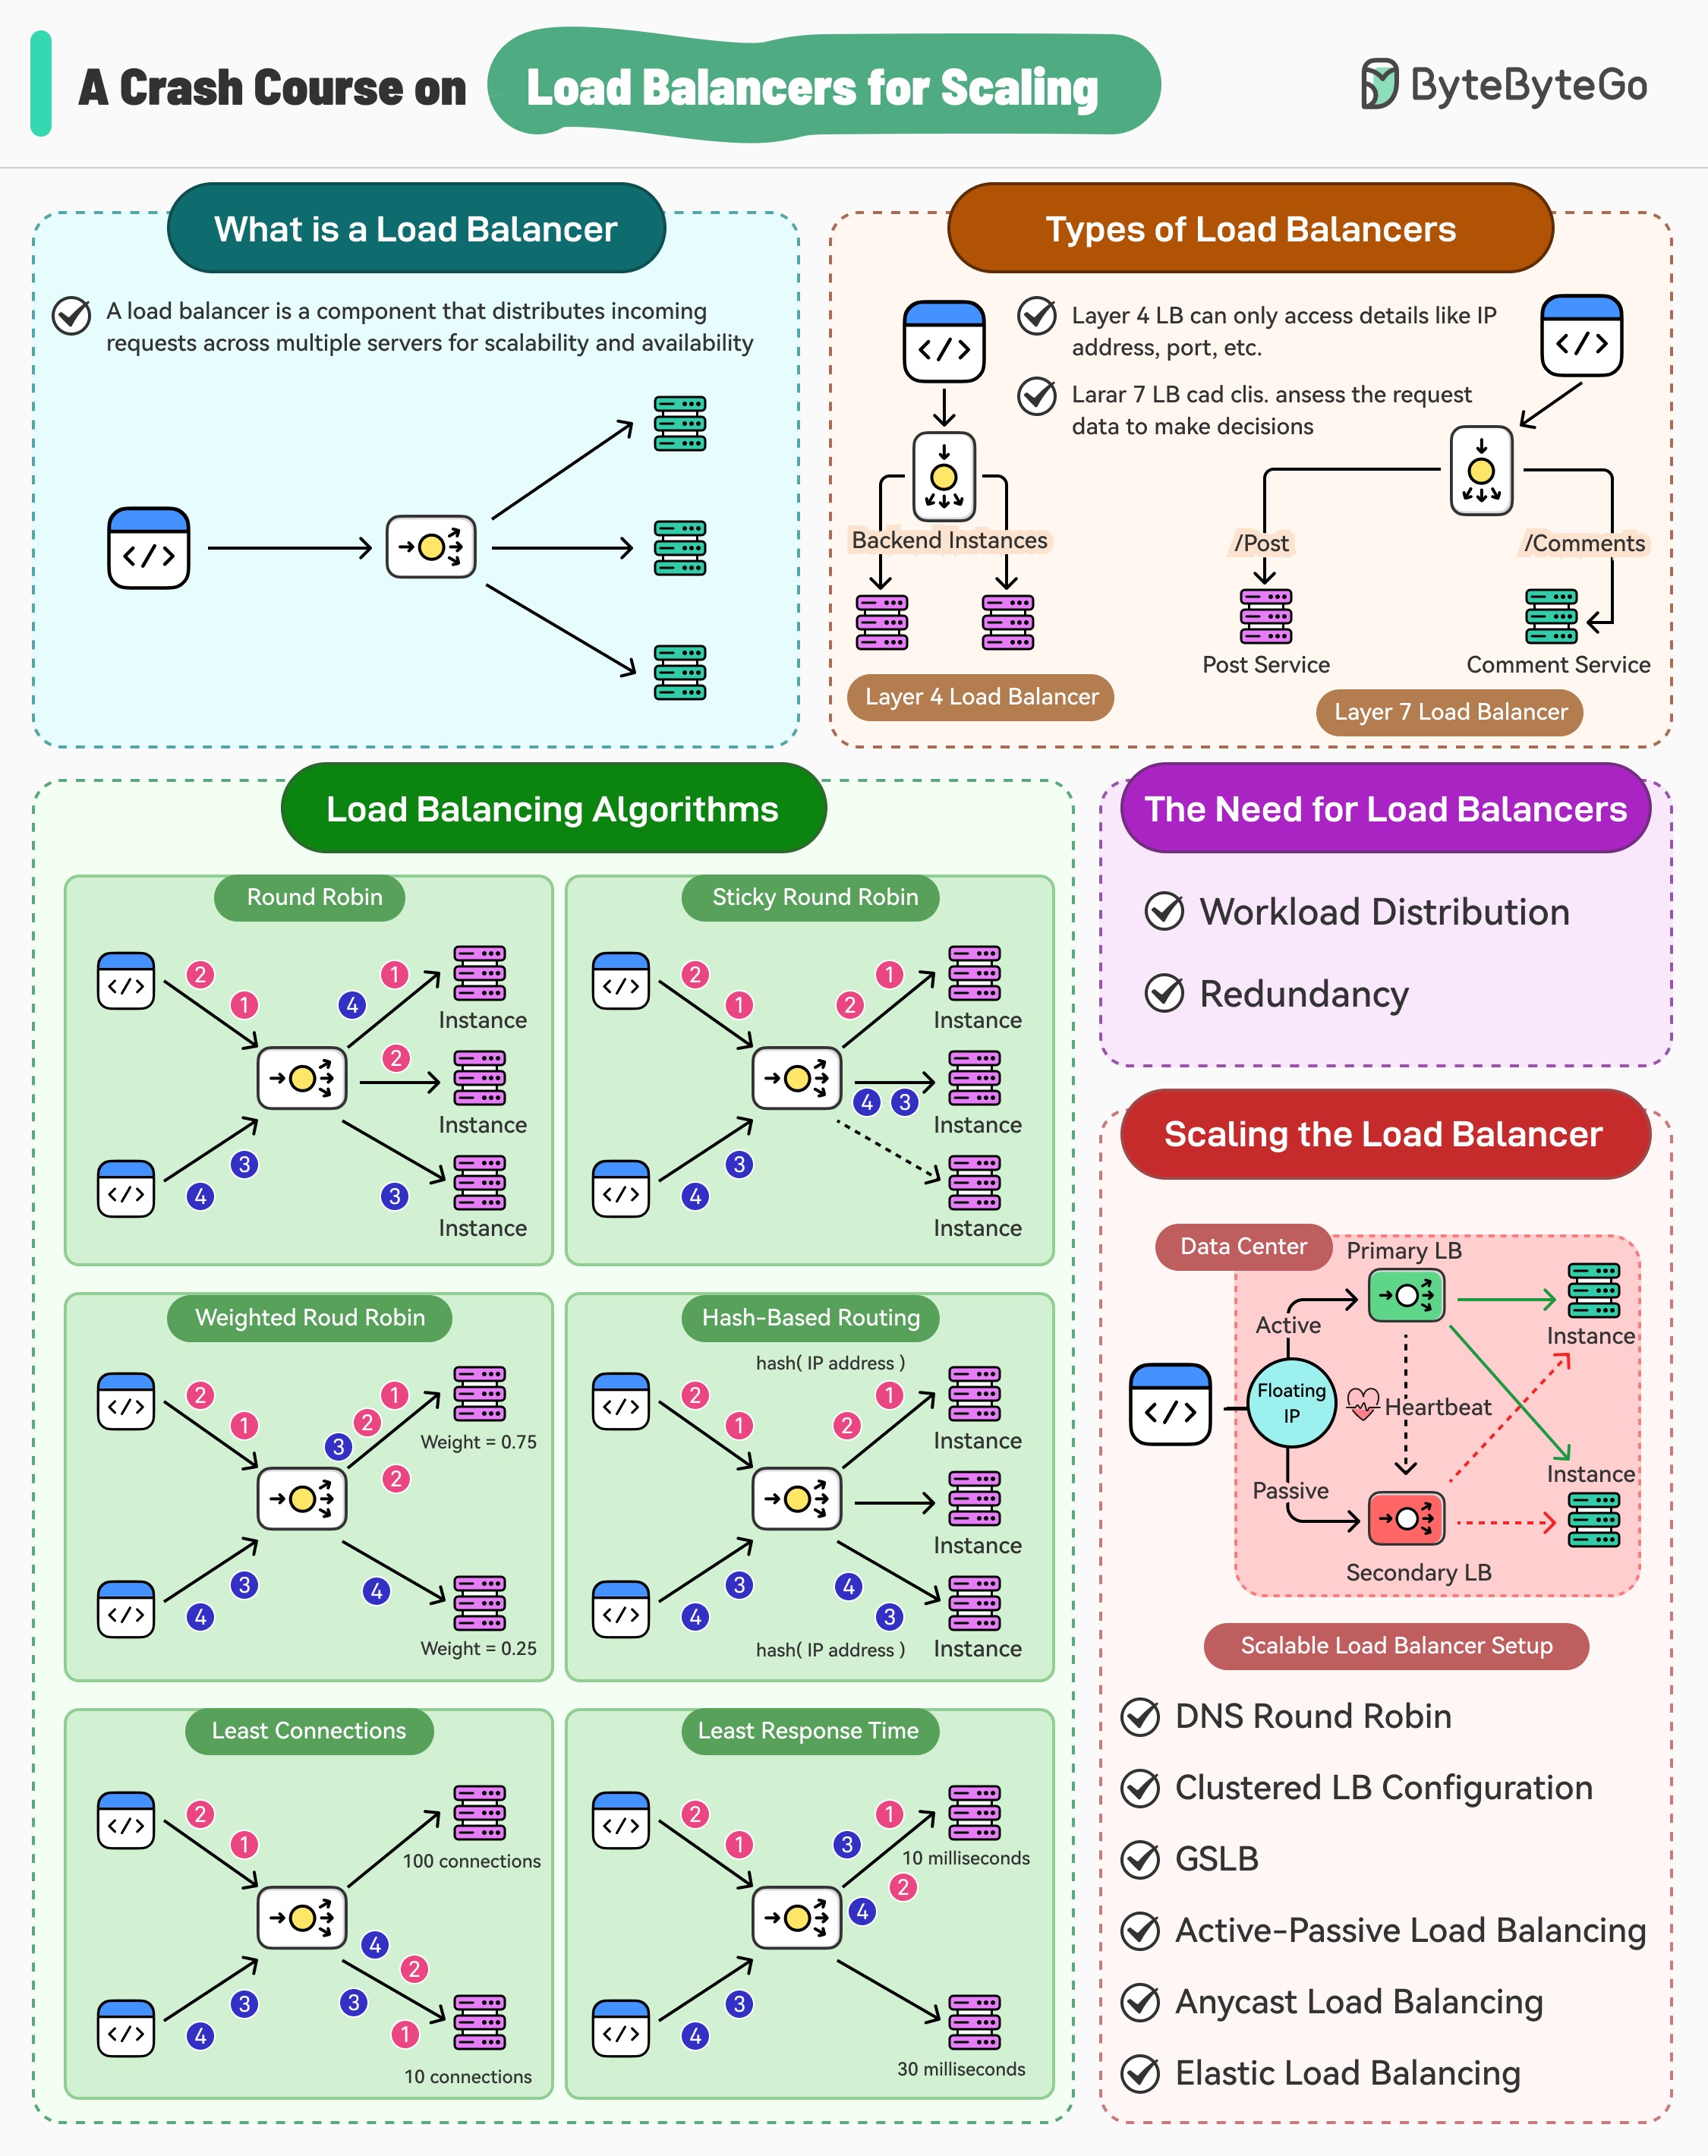 A Crash Course on Load Balancers for Scaling
ByteByteGo
What is a Load Balancer
A load balancer is a component that distributes incoming
requests across multiple servers for scalability and availability
</>
Types of Load Balancers
</>
Layer 4 LB can only access details like IP
address, port, etc.
Larar 7 LB cad clis. ansess the request
data to make decisions
</>
Backend Instances
Layer 4 Load Balancer
/Post
/Comments
Post Service
Comment Service
Layer 7 Load Balancer
Load Balancing Algorithms
Round Robin
</>
2
1
4
1
Instance
2
Instance
</>
3
4
3
Instance
Sticky Round Robin
</>
2
1
2
1
Instance
4 3
Instance
</>
3
4
Instance
Weighted Roud Robin
</>
2
1
3
2
1
Weight = 0.75
2
</>
3
4
4
Weight = 0.25
Hash-Based Routing
hash( IP address )
</>
2
1
2
1
Instance
Instance
</>
3
4
4
3
hash( IP address )
Instance
Least Connections
</>
2
1
100 connections
4
2
3
1
</>
3
4
10 connections
Least Response Time
</>
2
1
3
1
10 milliseconds
2
4
</>
3
4
30 milliseconds
The Need for Load Balancers
Workload Distribution
Redundancy
Scaling the Load Balancer
Data Center
Primary LB
Active
Instance
</>
Floating
IP
Heartbeat
Passive
Instance
Secondary LB
Scalable Load Balancer Setup
DNS Round Robin
Clustered LB Configuration
GSLB
Active-Passive Load Balancing
Anycast Load Balancing
Elastic Load Balancing